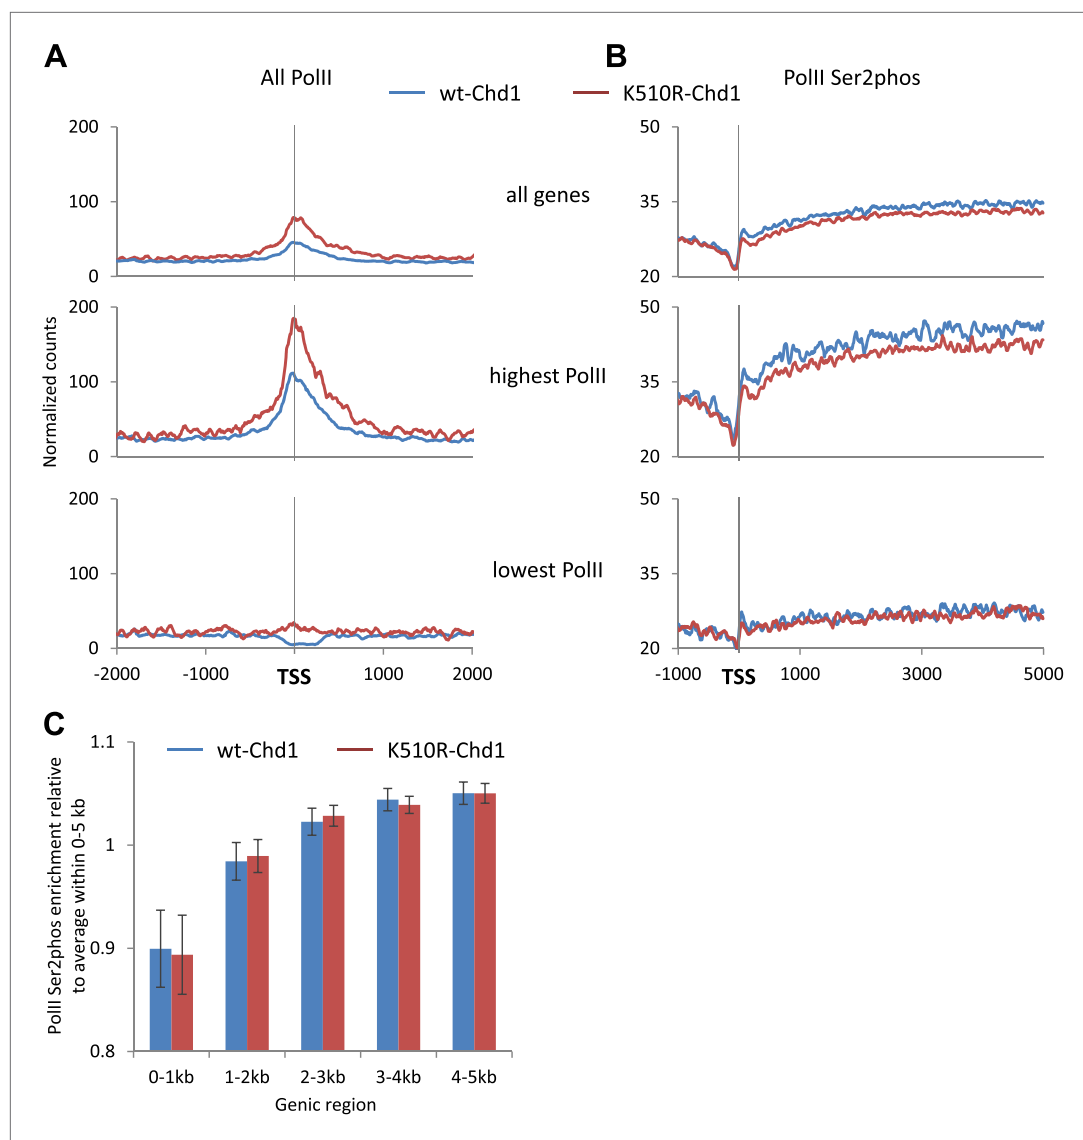 A
B
All PolII
PolII Ser2phos
wt-Chd1
K510R-Chd1
200
100
0
all genes
50
35
20
Normalized counts
200
100
0
highest PolII
50
35
20
200
100
0
lowest PolII
50
35
20
-2000
-1000
TSS
1000
2000
-1000
TSS
1000
3000
5000
C
wt-Chd1
K510R-Chd1
PolII Ser2phos enrichment relative
to average within 0-5 kb
1.1
1
0.9
0.8
0-1kb
1-2kb
2-3kb
3-4kb
4-5kb
Genic region